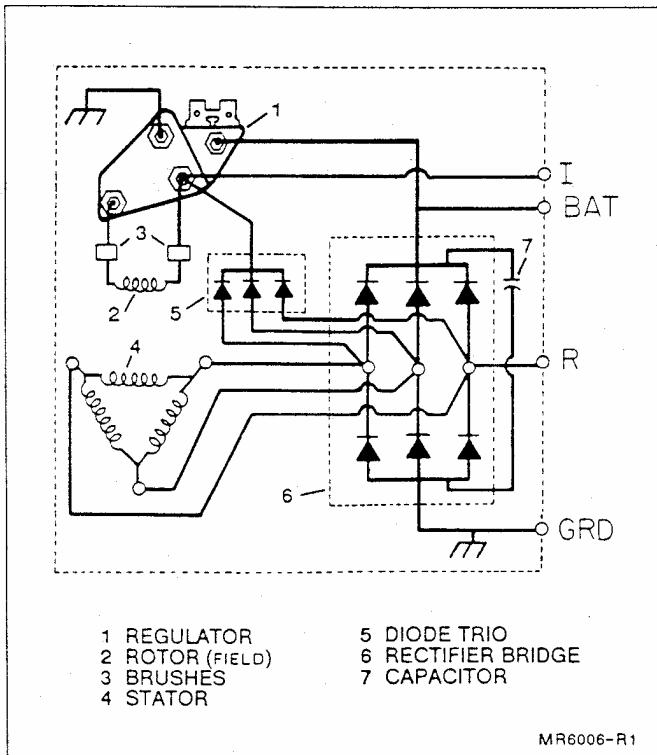 1
I
BAT
3
2
5
7
4
R
6
GRD
1 REGULATOR
2 ROTOR (FIELD)
3 BRUSHES
4 STATOR
5 DIODE TRIO
6 RECTIFIER BRIDGE
7 CAPACITOR
MR6006-R1